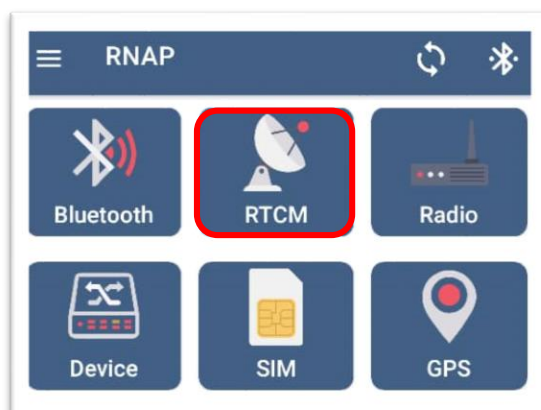 RNAP
Bluetooth
RTCM
Radio
Device
SIM
GPS